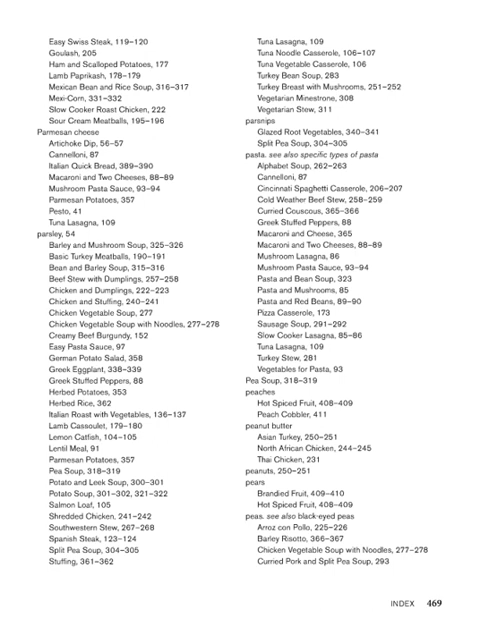 Easy Swiss Steak, 119–120
Goulash, 205
Ham and Scalloped Potatoes, 177
Lamb Paprikash, 178–179
Mexican Bean and Rice Soup, 316–317
Mexi-Corn, 331–332
Slow Cooker Roast Chicken, 222
Sour Cream Meatballs, 195–196
Parmesan cheese
Artichoke Dip, 56–57
Cannelloni, 87
Italian Quick Bread, 389–390
Macaroni and Two Cheeses, 88–89
Mushroom Pasta Sauce, 93–94
Parmesan Potatoes, 357
Pesto, 41
Tuna Lasagna, 109
parsley, 54
Barley and Mushroom Soup, 325–326
Basic Turkey Meatballs, 190–191
Bean and Barley Soup, 315–316
Beef Stew with Dumplings, 257–258
Chicken and Dumplings, 222–223
Chicken and Stuffing, 240–241
Chicken Vegetable Soup, 277
Chicken Vegetable Soup with Noodles, 277–278
Creamy Beef Burgundy, 152
Easy Pasta Sauce, 97
German Potato Salad, 358
Greek Eggplant, 338–339
Greek Stuffed Peppers, 88
Herbed Potatoes, 353
Herbed Rice, 362
Italian Roast with Vegetables, 136–137
Lamb Cassoulet, 179–180
Lemon Catfish, 104–105
Lentil Meal, 91
Parmesan Potatoes, 357
Pea Soup, 318–319
Potato and Leek Soup, 300–301
Potato Soup, 301–302, 321–322
Salmon Loaf, 105
Shredded Chicken, 241–242
Southwestern Stew, 267–268
Spanish Steak, 123–124
Split Pea Soup, 304–305
Stuffing, 361–362
Tuna Lasagna, 109
Tuna Noodle Casserole, 106–107
Tuna Vegetable Casserole, 106
Turkey Bean Soup, 283
Turkey Breast with Mushrooms, 251–252
Vegetarian Minestrone, 308
Vegetarian Stew, 311
parsnips
Glazed Root Vegetables, 340–341
Split Pea Soup, 304–305
pasta. see also specific types of pasta
Alphabet Soup, 262–263
Cannelloni, 87
Cincinnati Spaghetti Casserole, 206–207
Cold Weather Beef Stew, 258–259
Curried Couscous, 365–366
Greek Stuffed Peppers, 88
Macaroni and Cheese, 365
Macaroni and Two Cheeses, 88–89
Mushroom Lasagna, 86
Mushroom Pasta Sauce, 93–94
Pasta and Bean Soup, 323
Pasta and Mushrooms, 85
Pasta and Red Beans, 89–90
Pizza Casserole, 173
Sausage Soup, 291–292
Slow Cooker Lasagna, 85–86
Tuna Lasagna, 109
Turkey Stew, 281
Vegetables for Pasta, 93
Pea Soup, 318–319
peaches
Hot Spiced Fruit, 408–409
Peach Cobbler, 411
peanut butter
Asian Turkey, 250–251
North African Chicken, 244–245
Thai Chicken, 231
peanuts, 250–251
pears
Brandied Fruit, 409–410
Hot Spiced Fruit, 408–409
peas. see also black-eyed peas
Arroz con Pollo, 225–226
Barley Risotto, 366–367
Chicken Vegetable Soup with Noodles, 277–278
Curried Pork and Split Pea Soup, 293
INDEX 469